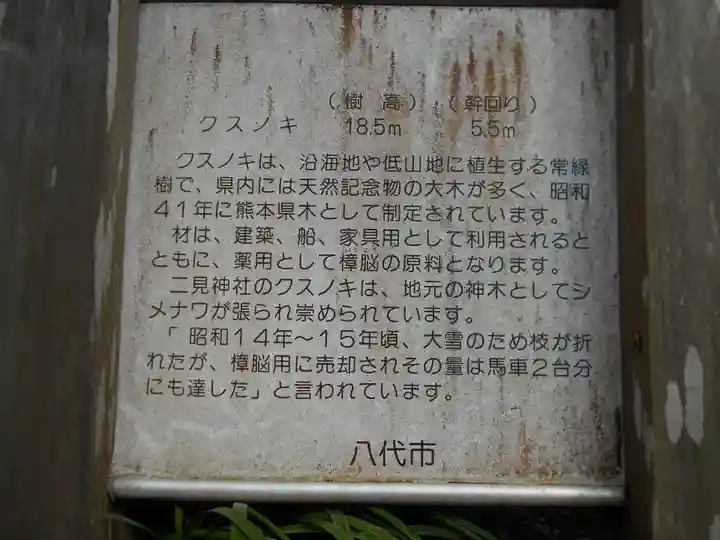 （樹 高）（幹回り）
クスノキ 18.5m 5.5m
クスノキは、沿海地や低山地に植生する常緑
樹で、県内には天然記念物の大木が多く、昭和
４１年に熊本県木として制定されています。
材は、建築、船、家具用として利用されると
ともに、薬用として樟脳の原料となります。
二見神社のクスノキは、地元の神木としてシ
メナワが張られ崇められています。
「 昭和１４年～１５年頃、大雪のため枝が折
れたが、樟脳用に売却されその量は馬車２台分
にも達した」と言われています。
八代市